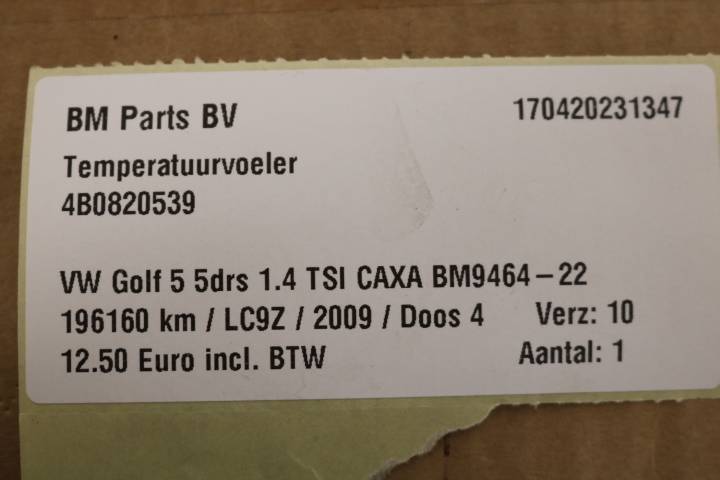 BM Parts BV 170420231347
Temperatuurvoeler
4B0820539
VW Golf 5 5drs 1.4 TSI CAXA BM9464-22
196160 km / LC9Z / 2009 / Doos 4 Verz: 10
12.50 Euro incl. BTW Aantal: 1